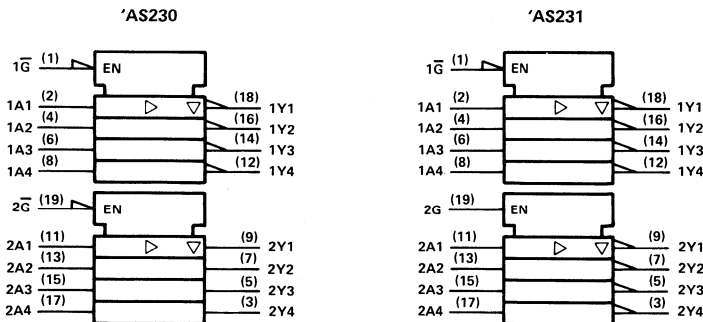 'AS230
1G̅ (1) EN
1A1 (2) ▷ ▽ (18) 1Y1
1A2 (4) (16) 1Y2
1A3 (6) (14) 1Y3
1A4 (8) (12) 1Y4
2G̅ (19) EN
2A1 (11) ▷ ▽ (9) 2Y1
2A2 (13) (7) 2Y2
2A3 (15) (5) 2Y3
2A4 (17) (3) 2Y4
'AS231
1G̅ (1) EN
1A1 (2) ▷ ▽ (18) 1Y1
1A2 (4) (16) 1Y2
1A3 (6) (14) 1Y3
1A4 (8) (12) 1Y4
2G (19) EN
2A1 (11) ▷ ▽ (9) 2Y1
2A2 (13) (7) 2Y2
2A3 (15) (5) 2Y3
2A4 (17) (3) 2Y4